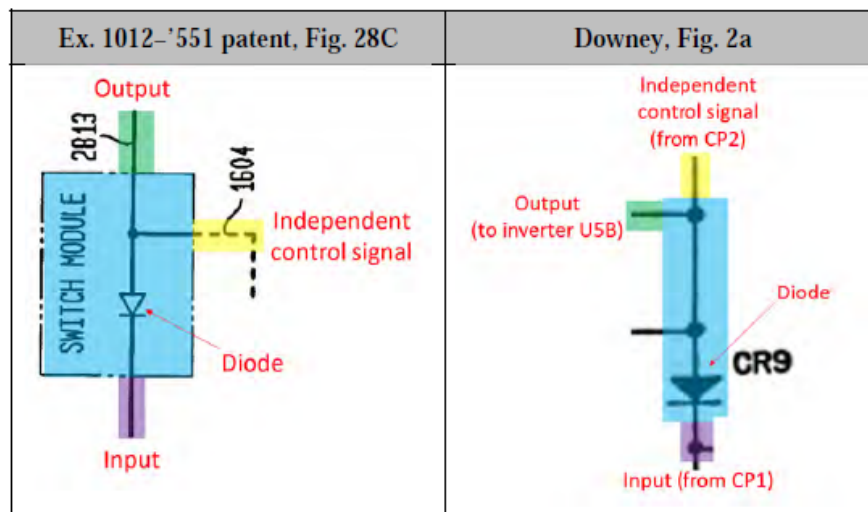 Ex. 1012–’551 patent, Fig. 28C
Downey, Fig. 2a
Output
2813
1604
SWITCH MODULE
Independent
control signal
Diode
Input
Independent
control signal
(from CP2)
Output
(to inverter U5B)
Diode
CR9
Input (from CP1)